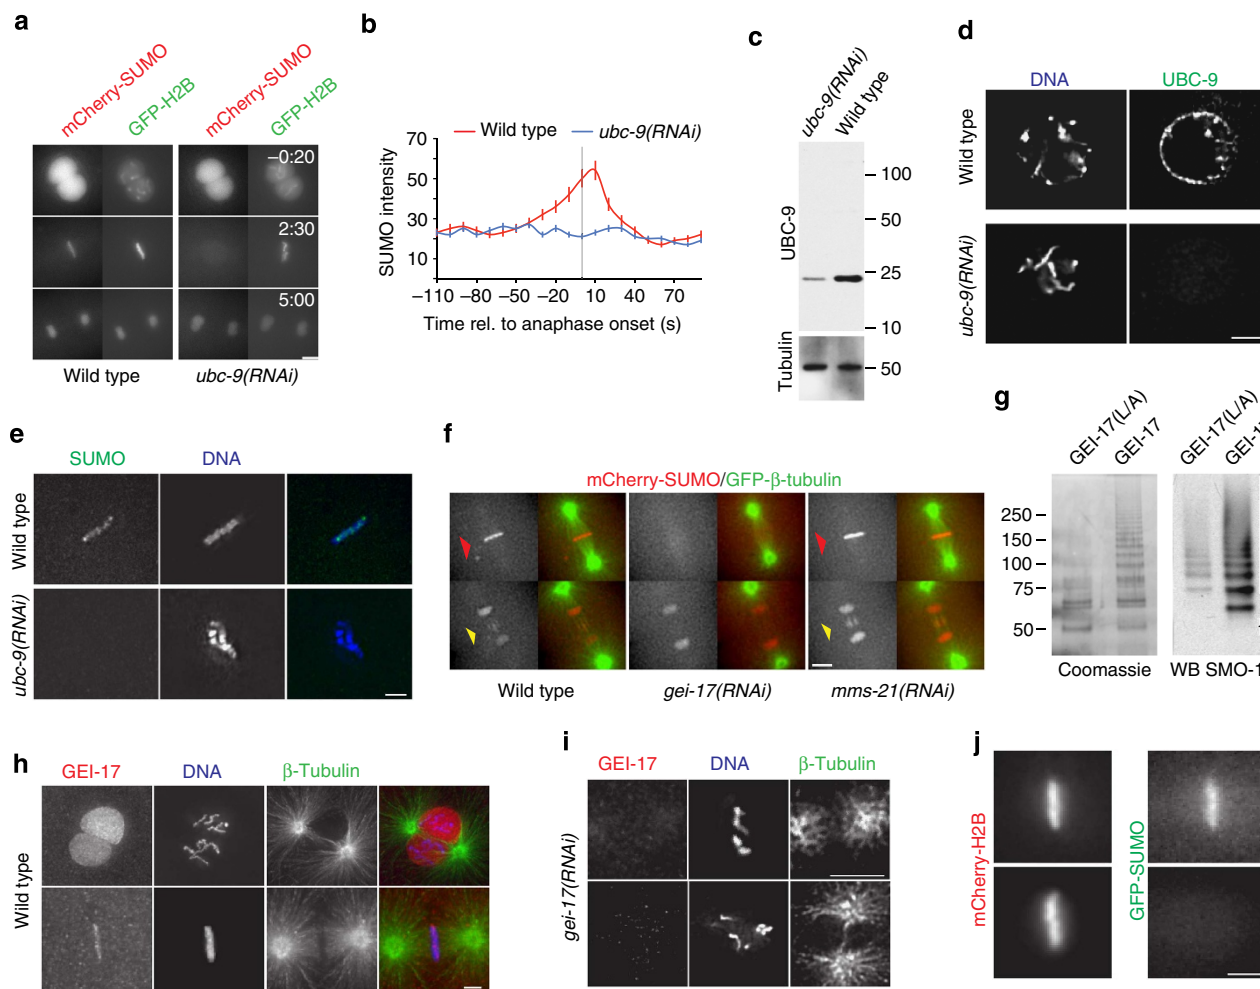 a
mCherry-SUMO
GFP-H2B
mCherry-SUMO
GFP-H2B
–0:20
2:30
5:00
Wild type
ubc-9(RNAi)
b
Wild type
ubc-9(RNAi)
SUMO intensity
70
50
30
10
–110 –80 –50 –20 10 40 70
Time rel. to anaphase onset (s)
c
ubc-9(RNAi)
Wild type
UBC-9
100
50
25
10
Tubulin
50
d
DNA
UBC-9
Wild type
ubc-9(RNAi)
e
SUMO
DNA
Wild type
ubc-9(RNAi)
f
mCherry-SUMO/GFP-β-tubulin
Wild type
gei-17(RNAi)
mms-21(RNAi)
g
GEI-17(L/A)
GEI-17
GEI-17(L/A)
250
150
100
75
50
Coomassie
WB SMO-1
h
GEI-17
DNA
β-Tubulin
Wild type
i
GEI-17
DNA
β-Tubulin
gei-17(RNAi)
j
mCherry-H2B
GFP-SUMO